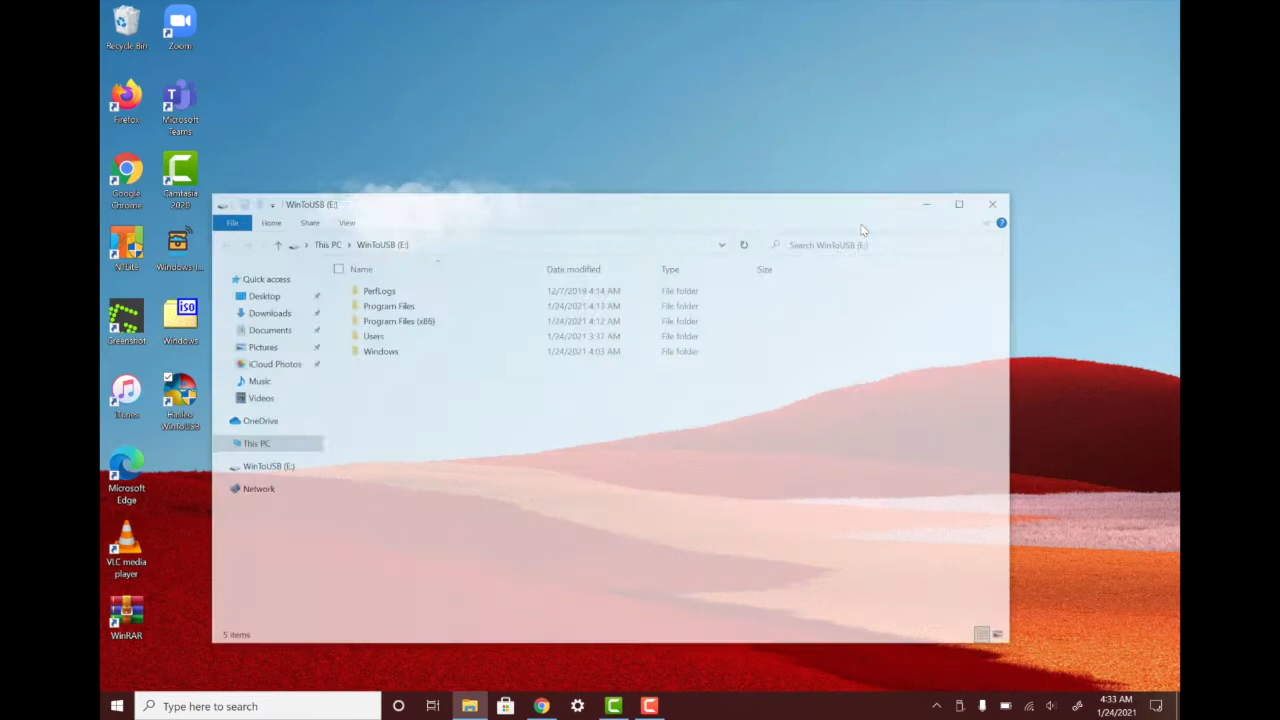 Recycle Bin
Zoom
Firefox
Microsoft
Teams
Google
Chrome
Camtasia
2020
NTLite
Windows I...
Greenshot
ISO
Windows
iTunes
Hasleo
WinToUSB
Microsoft
Edge
VLC media
player
WinRAR
WinToUSB (E:)
File Home Share View
This PC > WinToUSB (E:)
Search WinToUSB (E:)
Name Date modified Type Size
PerfLogs 12/7/2019 4:14 AM File folder
Program Files 1/24/2021 4:13 AM File folder
Program Files (x86) 1/24/2021 4:12 AM File folder
Users 1/24/2021 3:37 AM File folder
Windows 1/24/2021 4:03 AM File folder
Quick access
Desktop
Downloads
Documents
Pictures
iCloud Photos
Music
Videos
OneDrive
This PC
WinToUSB (E:)
Network
5 items
Type here to search
4:33 AM
1/24/2021